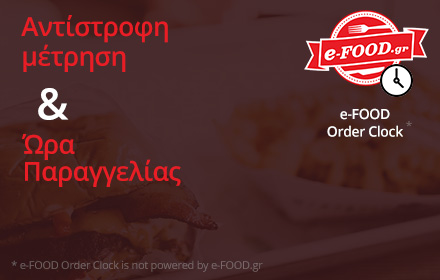 Αντίστροφη
μέτρηση
&
Ώρα
Παραγγελίας
e-FOOD.gr
e-FOOD
Order Clock *
* e-FOOD Order Clock is not powered by e-FOOD.gr